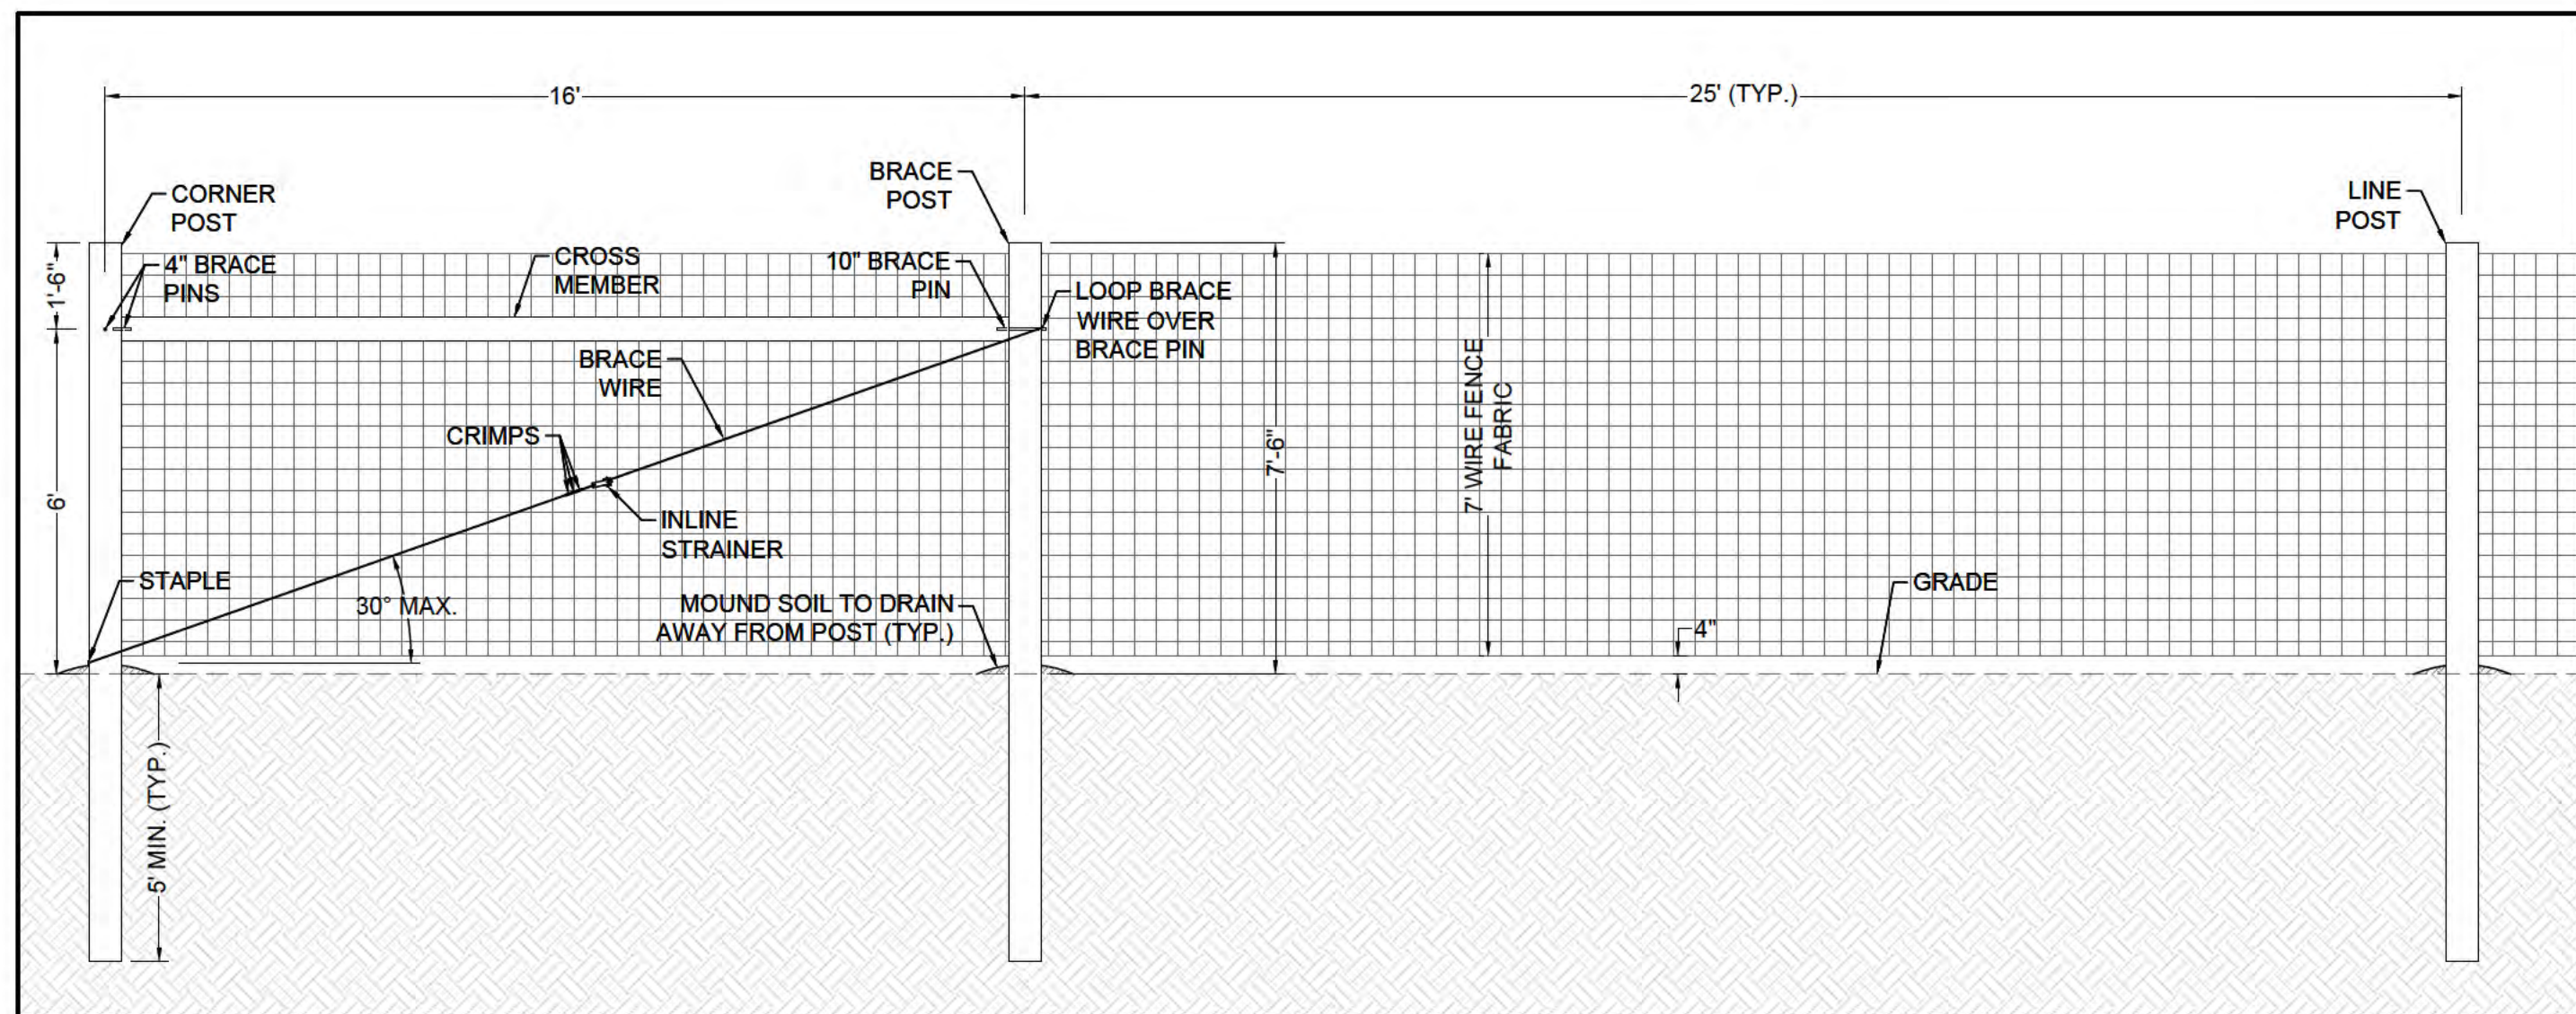 16'
25' (TYP.)
CORNER
POST
BRACE
POST
LINE
POST
1'-6"
4" BRACE
PINS
CROSS
MEMBER
10" BRACE
PIN
LOOP BRACE
WIRE OVER
BRACE PIN
BRACE
WIRE
CRIMPS
7'-6"
7' WIRE FENCE
FABRIC
6'
INLINE
STRAINER
STAPLE
30° MAX.
MOUND SOIL TO DRAIN
AWAY FROM POST (TYP.)
GRADE
4"
5' MIN. (TYP.)